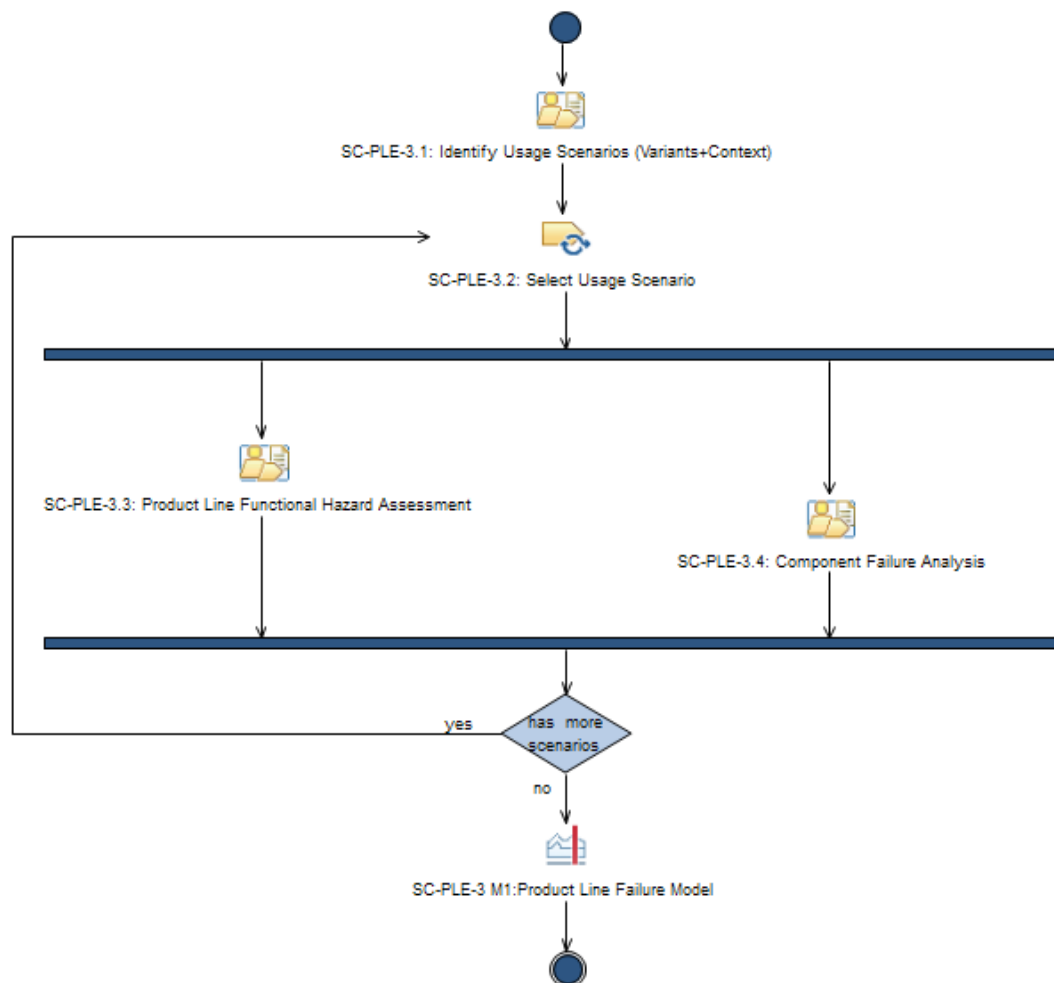 SC-PLE-3.1: Identify Usage Scenarios (Variants+Context)
SC-PLE-3.2: Select Usage Scenario
SC-PLE-3.3: Product Line Functional Hazard Assessment
SC-PLE-3.4: Component Failure Analysis
yes
has more
scenarios
no
SC-PLE-3 M1:Product Line Failure Model